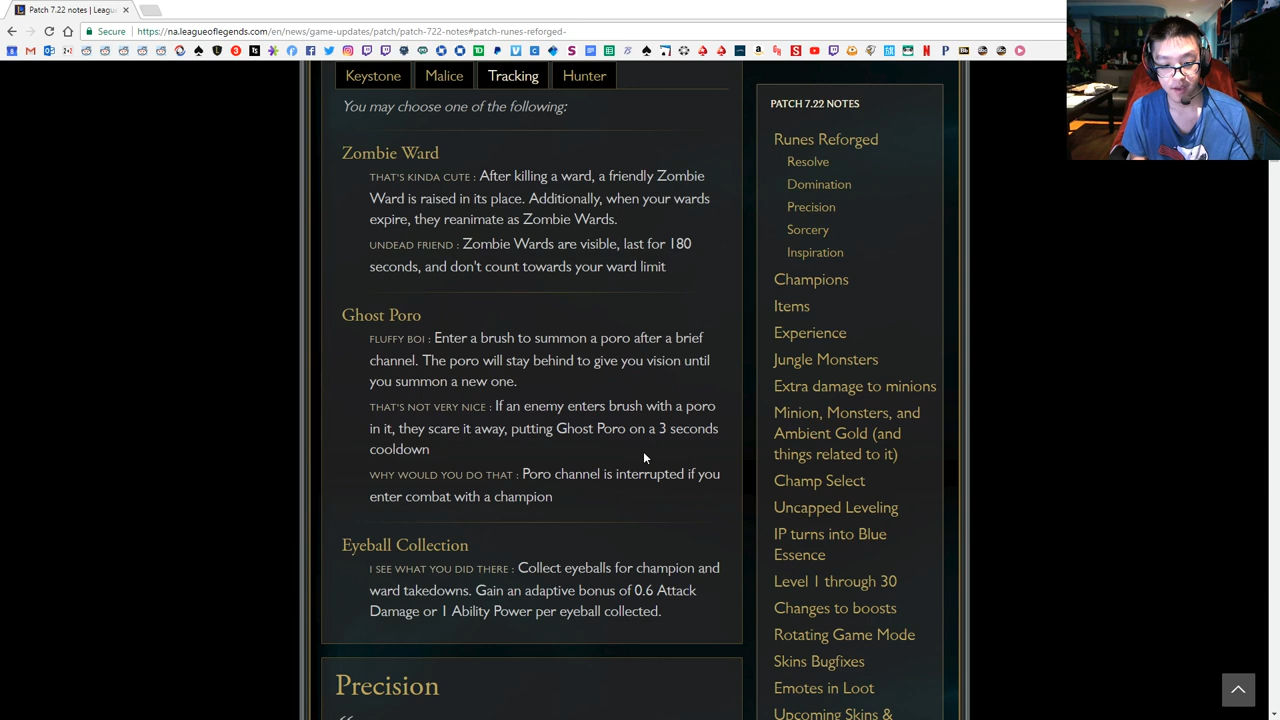 Patch 7.22 notes | Leagu
Secure
https://na.leagueoflegends.com/en/news/game-updates/patch/patch-722-notes#patch-runes-reforged-
Keystone
Malice
Tracking
Hunter
You may choose one of the following:
Zombie Ward
THAT'S KINDA CUTE : After killing a ward, a friendly Zombie
Ward is raised in its place. Additionally, when your wards
expire, they reanimate as Zombie Wards.
UNDEAD FRIEND : Zombie Wards are visible, last for 180
seconds, and don't count towards your ward limit
Ghost Poro
FLUFFY BOI : Enter a brush to summon a poro after a brief
channel. The poro will stay behind to give you vision until
you summon a new one.
THAT'S NOT VERY NICE : If an enemy enters brush with a poro
in it, they scare it away, putting Ghost Poro on a 3 seconds
cooldown
WHY WOULD YOU DO THAT : Poro channel is interrupted if you
enter combat with a champion
Eyeball Collection
I SEE WHAT YOU DID THERE : Collect eyeballs for champion and
ward takedowns. Gain an adaptive bonus of 0.6 Attack
Damage or 1 Ability Power per eyeball collected.
Precision
PATCH 7.22 NOTES
Runes Reforged
Resolve
Domination
Precision
Sorcery
Inspiration
Champions
Items
Experience
Jungle Monsters
Extra damage to minions
Minion, Monsters, and
Ambient Gold (and
things related to it)
Champ Select
Uncapped Leveling
IP turns into Blue
Essence
Level 1 through 30
Changes to boosts
Rotating Game Mode
Skins Bugfixes
Emotes in Loot
Upcoming Skins &